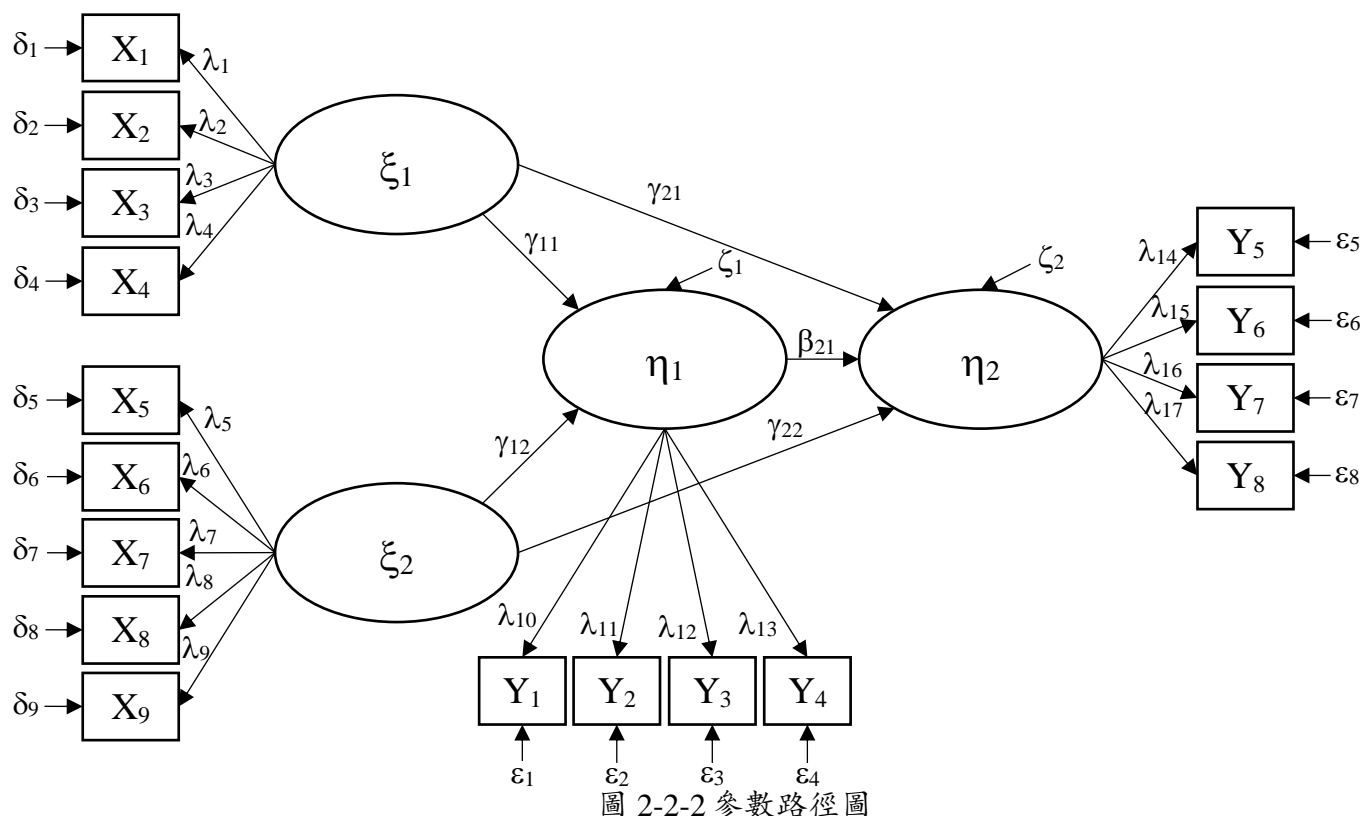 δ1 X1 λ1
δ2 X2 λ2
δ3 X3 λ3
δ4 X4 λ4
ξ1
γ21
γ11
ζ1
ζ2
η1
β21
η2
λ14 Y5 ε5
λ15 Y6 ε6
λ16 Y7 ε7
λ17 Y8 ε8
δ5 X5 λ5
δ6 X6 λ6
δ7 X7 λ7
δ8 X8 λ8
δ9 X9 λ9
ξ2
γ12
γ22
λ10 λ11 λ12 λ13
Y1 Y2 Y3 Y4
ε1 ε2 ε3 ε4
圖 2-2-2 參數路徑圖